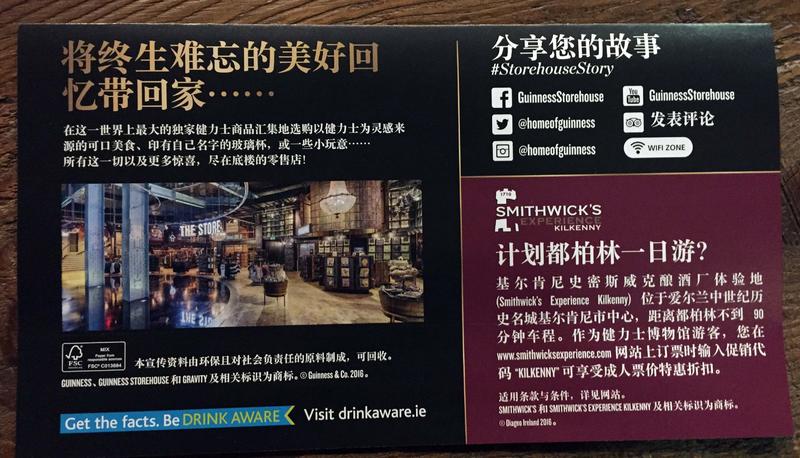 将终生难忘的美好回
忆带回家……
在这一世界上最大的独家健力士商品汇集地选购以健力士为灵感来
源的可口美食、印有自己名字的玻璃杯，或一些小玩意……
所有这一切以及更多惊喜，尽在底搂的零售店！
THE STORE
FSC
MIX
Paper from
responsible sources
FSC® C013884
本宣传资料由环保且对社会负责任的原料制成，可回收。
GUINNESS、GUINNESS STOREHOUSE 和 GRAVITY 及相关标识为商标。© Guinness & Co. 2016。
Get the facts. Be DRINK AWARE
Visit drinkaware.ie
分享您的故事
#StorehouseStory
GuinnessStorehouse
You Tube GuinnessStorehouse
@homeofguinness
发表评论
@homeofguinness
WiFi WIFI ZONE
1710
SMITHWICK'S
EXPERIENCE
KILKENNY
计划都柏林一日游？
基尔肯尼史密斯威克酿酒厂体验地
(Smithwick's Experience Kilkenny) 位于爱尔兰中世纪历
史名城基尔肯尼市中心，距离都柏林不到 90
分钟车程。作为健力士博物馆游客，您在
www.smithwicksexperience.com 网站上订票时输入促销代
码 "KILKENNY" 可享受成人票价特惠折扣。
适用条款与条件，详见网站。
SMITHWICK'S 和 SMITHWICK'S EXPERIENCE KILKENNY 及相关标识为商标。
© Diageo Ireland 2016。